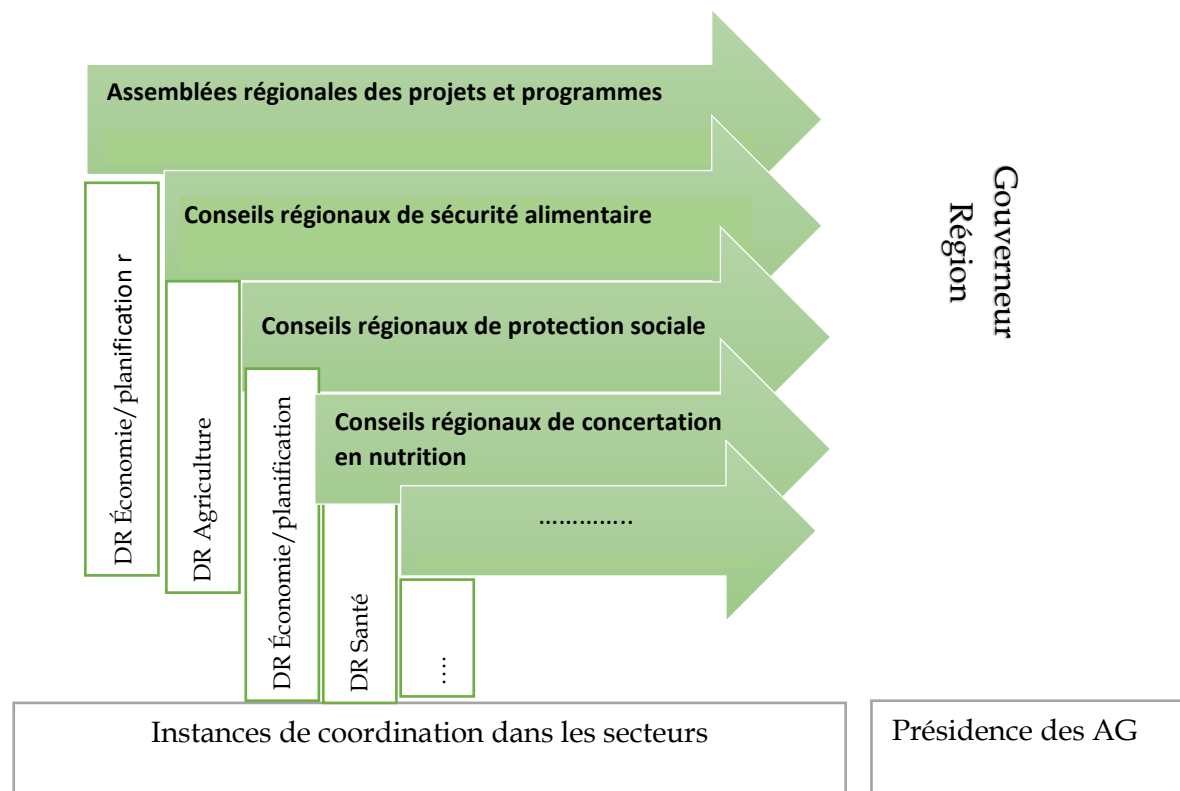 Assemblées régionales des projets et programmes
Conseils régionaux de sécurité alimentaire
Conseils régionaux de protection sociale
Conseils régionaux de concertation
en nutrition
…………..
DR Économie/planification r
DR Agriculture
DR Économie/planification
DR Santé
….
Gouverneur
Région
Instances de coordination dans les secteurs
Présidence des AG